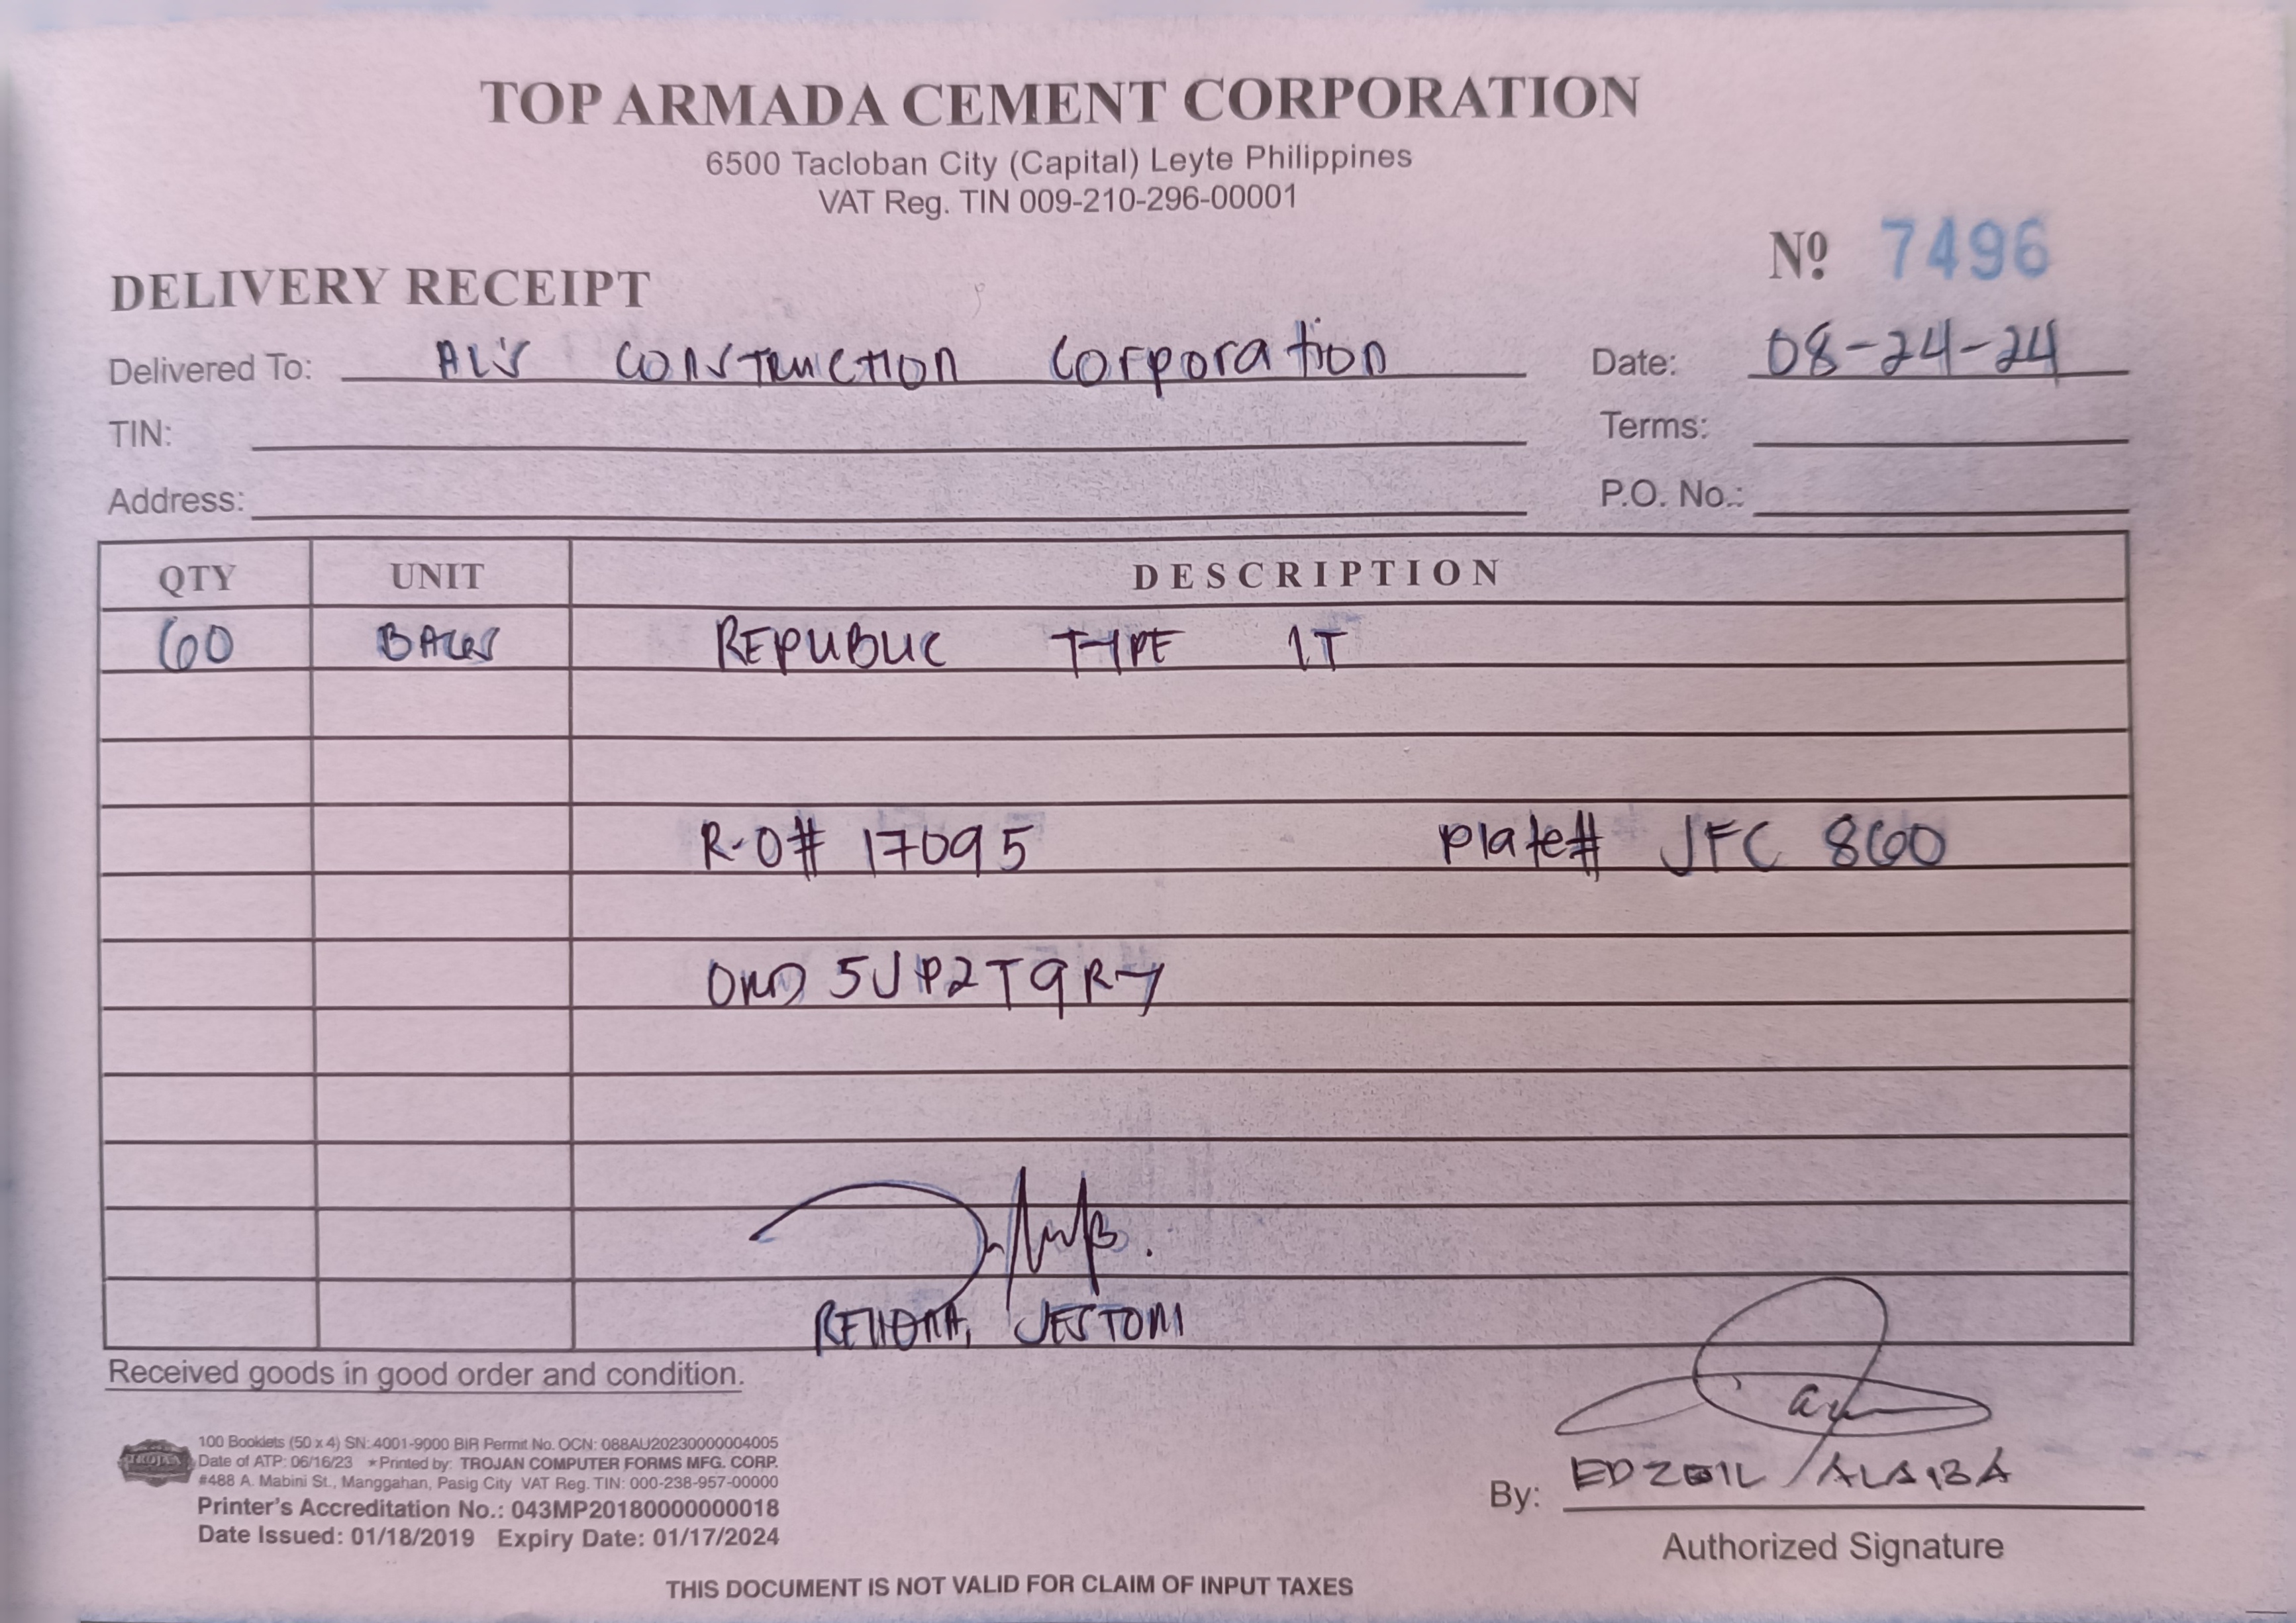 TOP ARMADA CEMENT CORPORATION
6500 Tacloban City (Capital) Leyte Philippines
VAT Reg. TIN 009-210-296-00001
Nº 7496
DELIVERY RECEIPT
Delivered To: AL'S CONSTRUCTION Corporation Date: 08-24-24
TIN: Terms:
Address: P.O. No.:
QTY UNIT DESCRIPTION
60 BAGS REPUBLIC TYPE 1T
R-O# 17095 Plate# JFC 860
ORD 5JP2T9RY
JESTONI
Received goods in good order and condition.
TROJAN
100 Booklets (50 x 4) SN: 4001-9000 BIR Permit No. OCN: 088AU20230000004005
Date of ATP: 06/16/23 ★Printed by: TROJAN COMPUTER FORMS MFG. CORP.
#488 A. Mabini St., Manggahan, Pasig City VAT Reg. TIN: 000-238-957-00000
Printer's Accreditation No.: 043MP20180000000018
Date Issued: 01/18/2019 Expiry Date: 01/17/2024
By: ALABA
Authorized Signature
THIS DOCUMENT IS NOT VALID FOR CLAIM OF INPUT TAXES